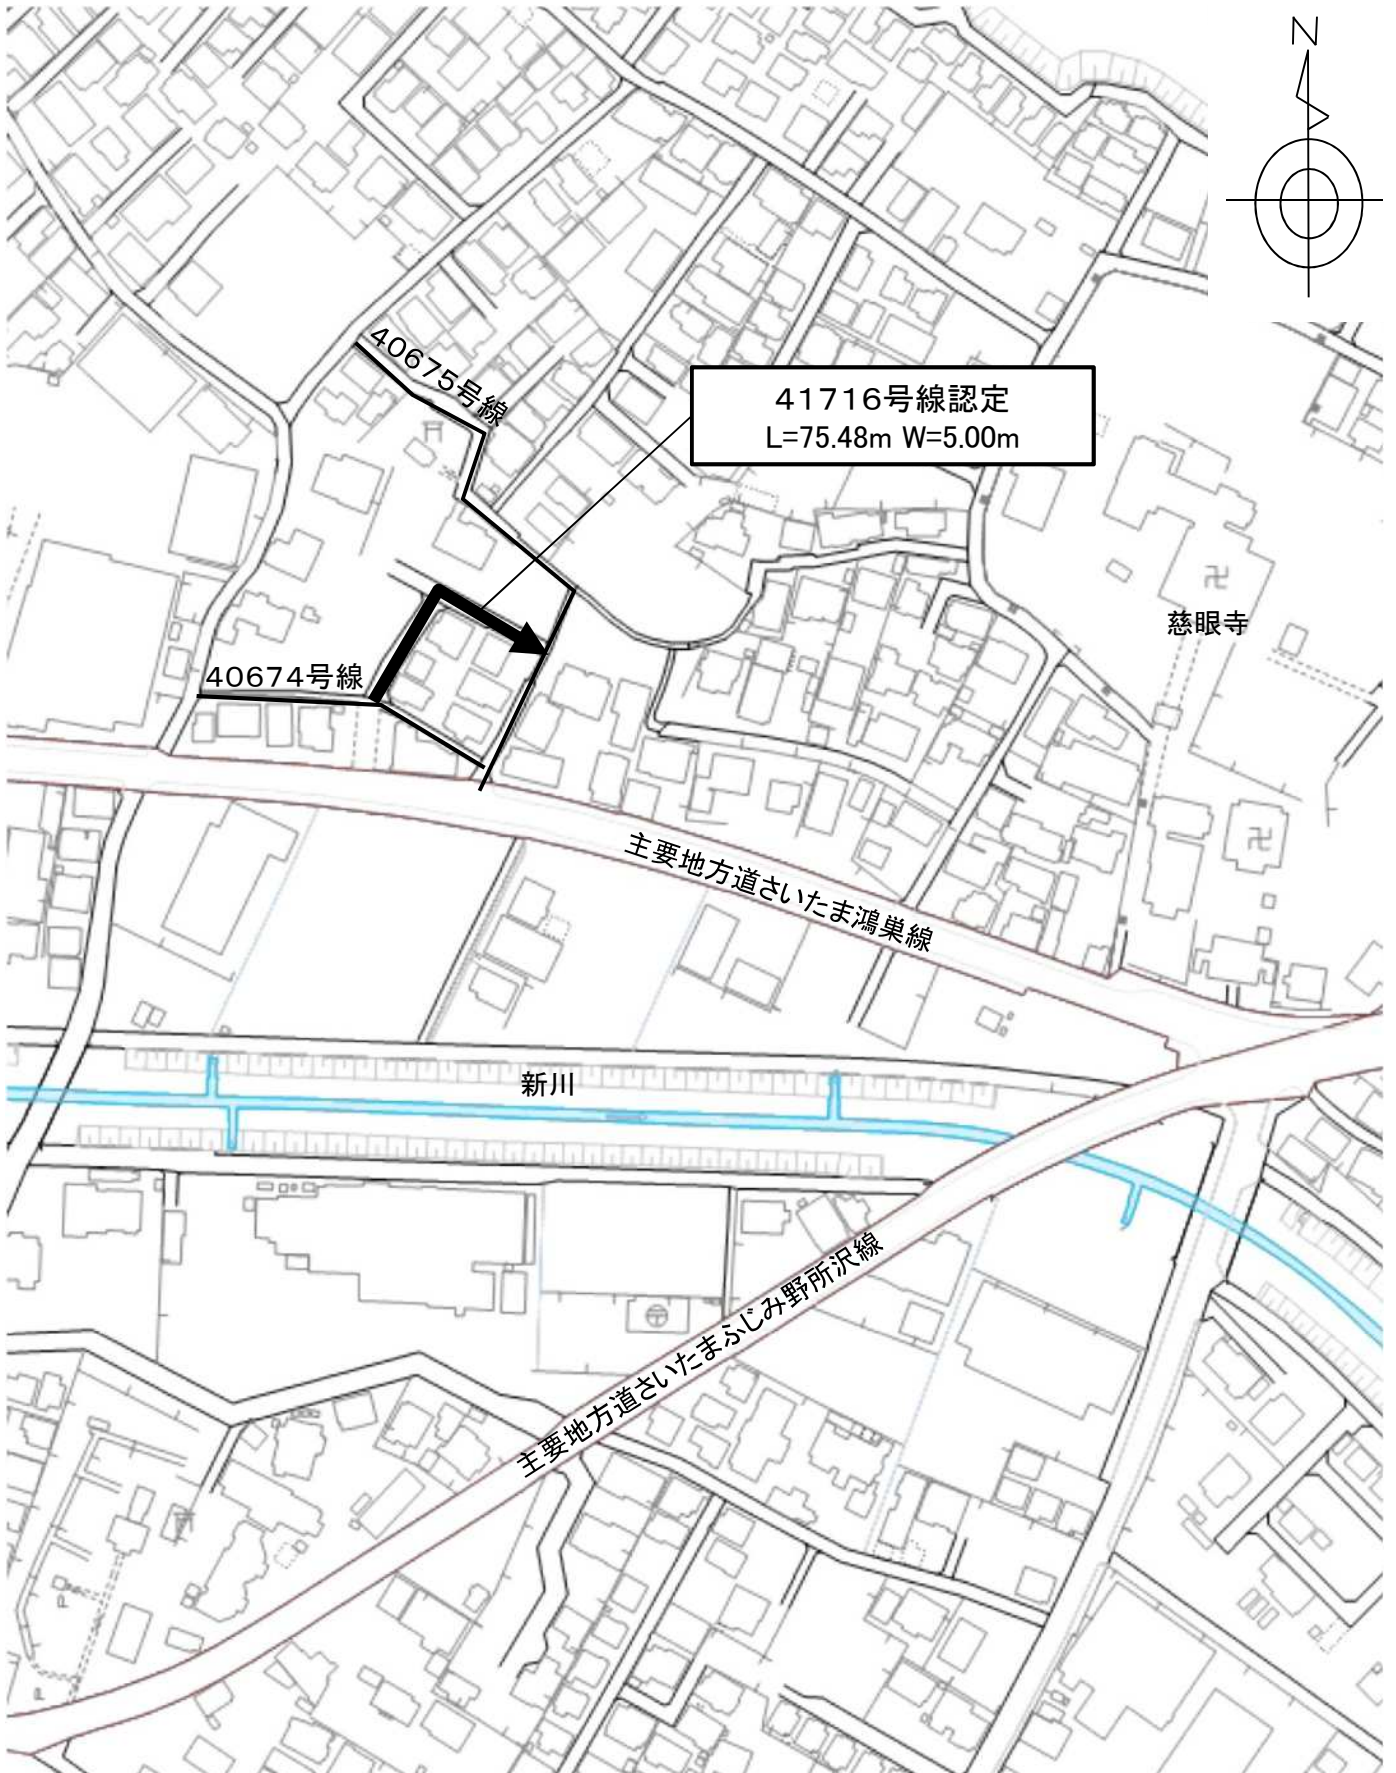 N
40675号線
41716号線認定
L=75.48m W=5.00m
慈眼寺
40674号線
主要地方道さいたま鴻巣線
新川
主要地方道さいたまふじみ野所沢線
P
P